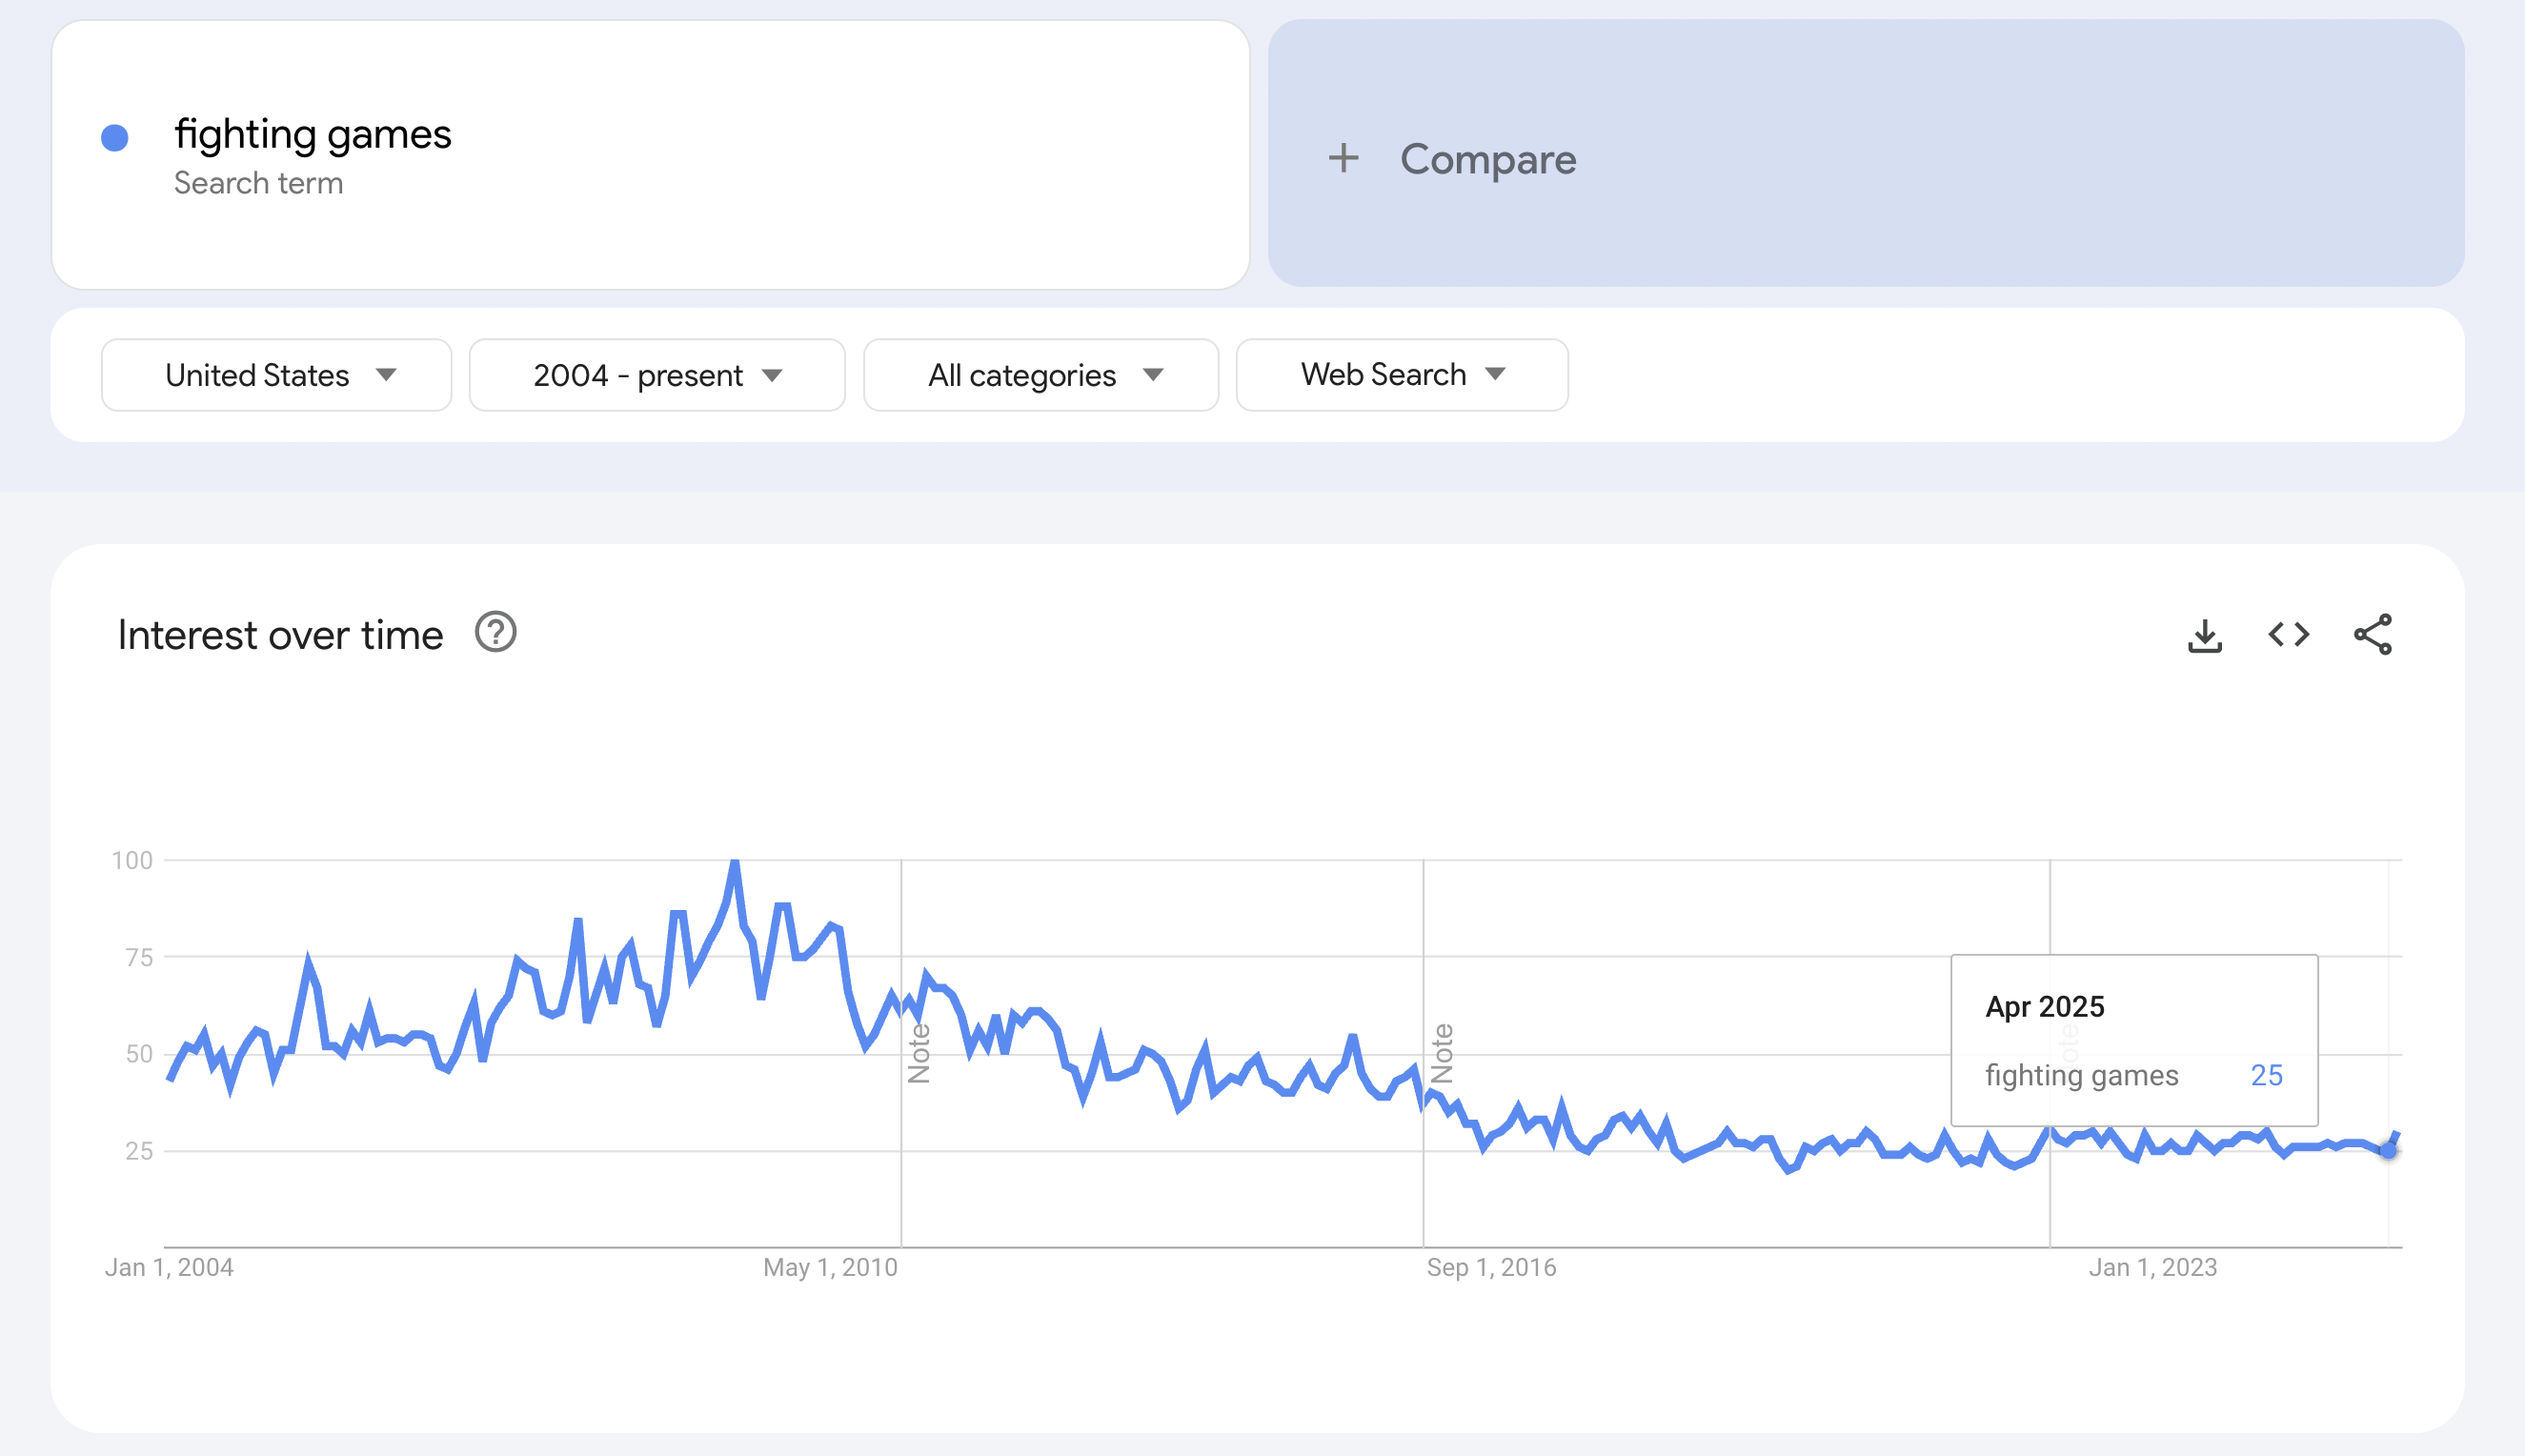 fighting games
Search term
+ Compare
United States
2004 - present
All categories
Web Search
Interest over time
?
100
75
50
25
Note
Note
Note
Apr 2025
fighting games 25
Jan 1, 2004
May 1, 2010
Sep 1, 2016
Jan 1, 2023